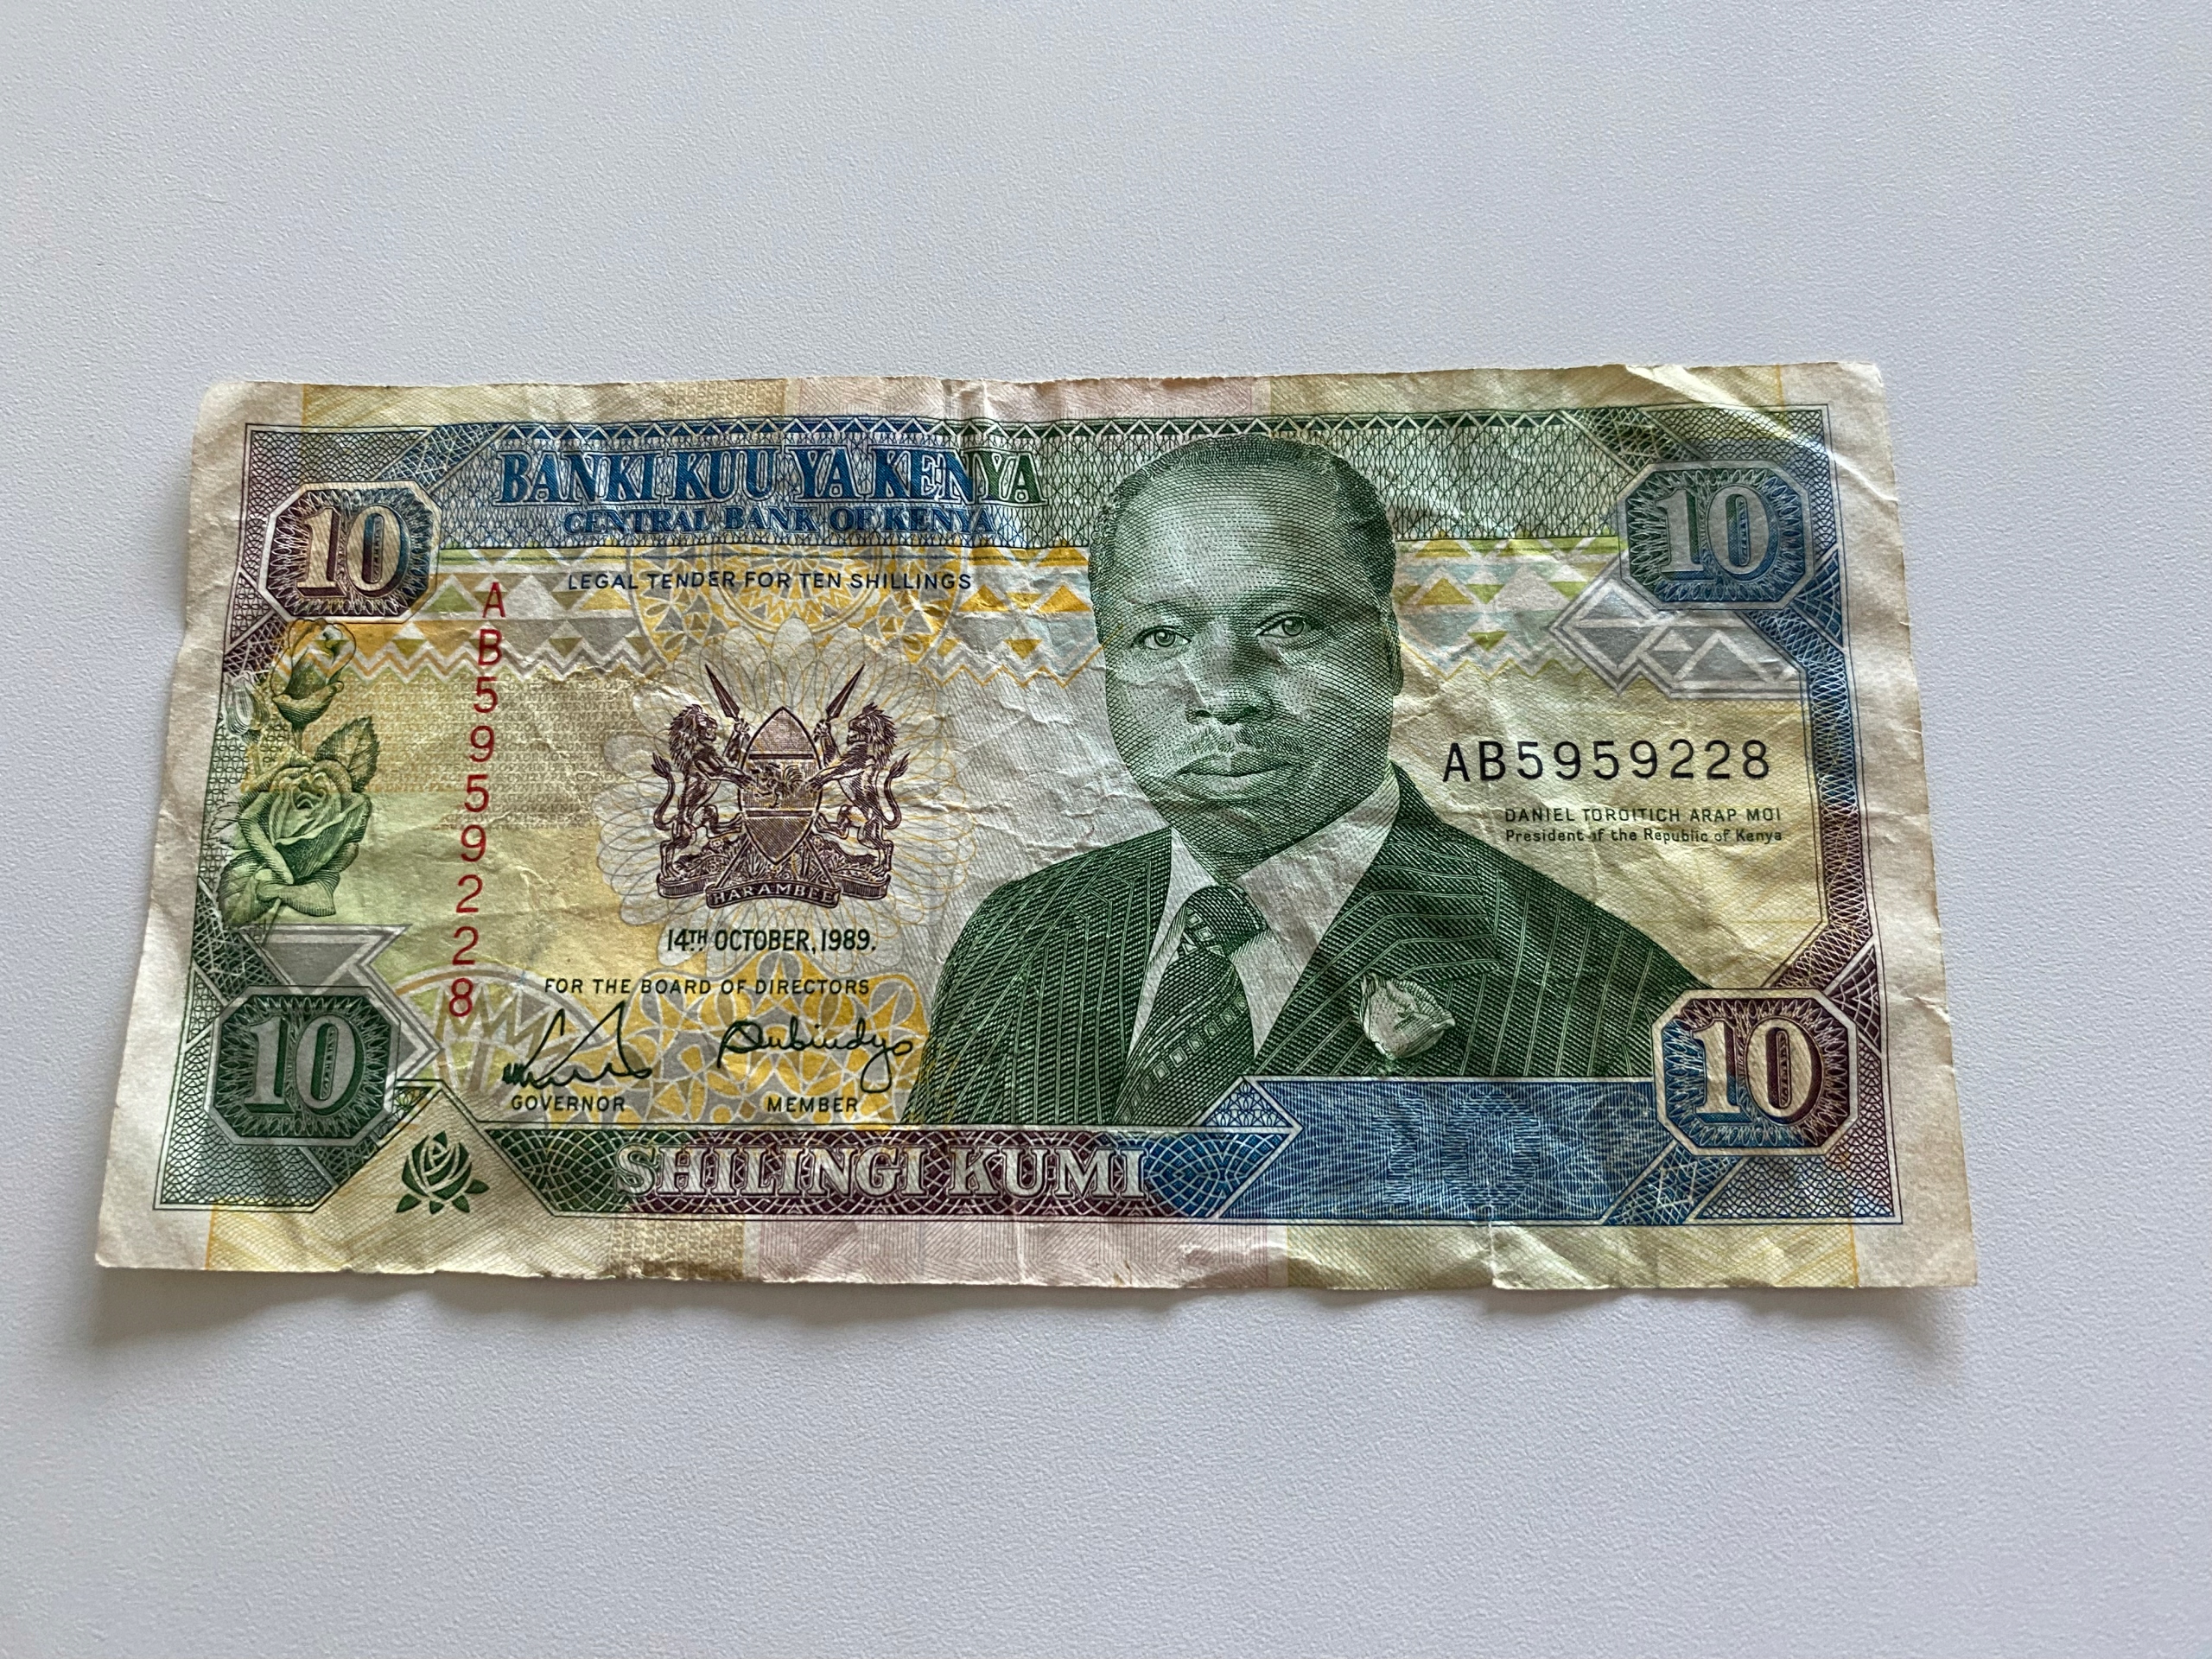 BANKI KUU YA KENYA
CENTRAL BANK OF KENYA
10
10
LEGAL TENDER FOR TEN SHILLINGS
AB5959228
AB5959228
DANIEL TOROITICH ARAP MOI
President of the Republic of Kenya
HARAMBEE
14TH OCTOBER, 1989.
FOR THE BOARD OF DIRECTORS
GOVERNOR
MEMBER
10
10
SHILINGI KUMI